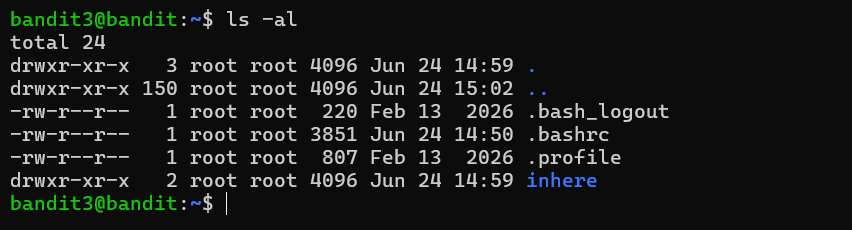 bandit3@bandit:~$ ls -al
total 24
drwxr-xr-x   3 root root 4096 Jun 24 14:59 .
drwxr-xr-x 150 root root 4096 Jun 24 15:02 ..
-rw-r--r--   1 root root  220 Feb 13  2026 .bash_logout
-rw-r--r--   1 root root 3851 Jun 24 14:50 .bashrc
-rw-r--r--   1 root root  807 Feb 13  2026 .profile
drwxr-xr-x   2 root root 4096 Jun 24 14:59 inhere
bandit3@bandit:~$